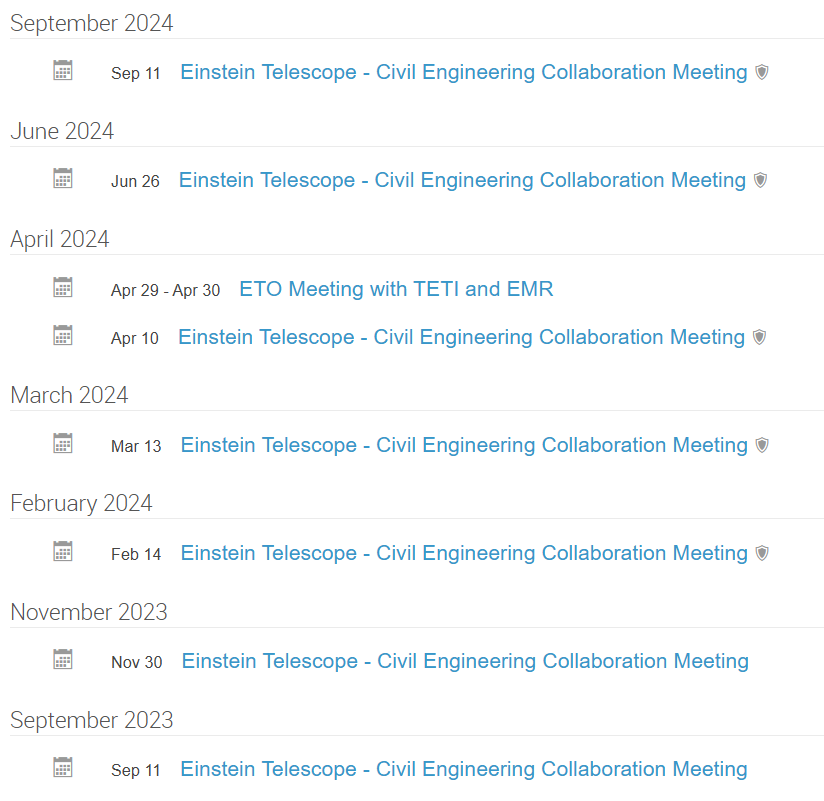 September 2024
Sep 11 Einstein Telescope - Civil Engineering Collaboration Meeting
June 2024
Jun 26 Einstein Telescope - Civil Engineering Collaboration Meeting
April 2024
Apr 29 - Apr 30 ETO Meeting with TETI and EMR
Apr 10 Einstein Telescope - Civil Engineering Collaboration Meeting
March 2024
Mar 13 Einstein Telescope - Civil Engineering Collaboration Meeting
February 2024
Feb 14 Einstein Telescope - Civil Engineering Collaboration Meeting
November 2023
Nov 30 Einstein Telescope - Civil Engineering Collaboration Meeting
September 2023
Sep 11 Einstein Telescope - Civil Engineering Collaboration Meeting